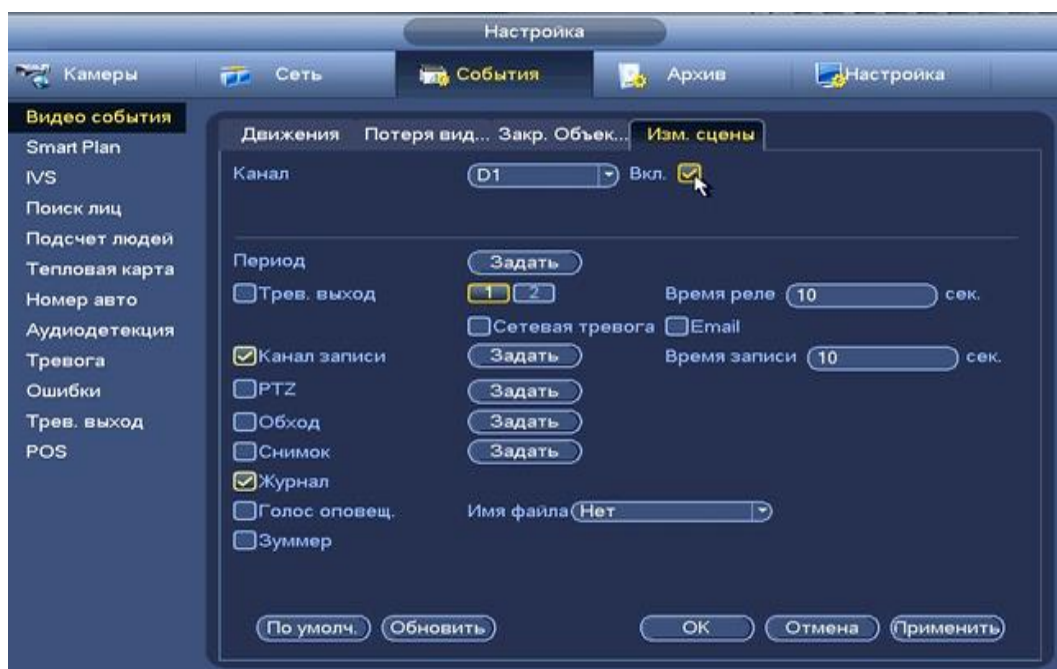 Настройка
Камеры Сеть События Архив Настройка
Видео события
Smart Plan
IVS
Поиск лиц
Подсчет людей
Тепловая карта
Номер авто
Аудиодетекция
Тревога
Ошибки
Трев. выход
POS
Движения Потеря вид... Закр. Объек... Изм. сцены
Канал D1 Вкл.
Период Задать
Трев. выход 1 2 Время реле 10 сек.
Сетевая тревога Email
Канал записи Задать Время записи 10 сек.
PTZ Задать
Обход Задать
Снимок Задать
Журнал
Голос оповещ. Имя файла Нет
Зуммер
По умолч. Обновить ОК Отмена Применить